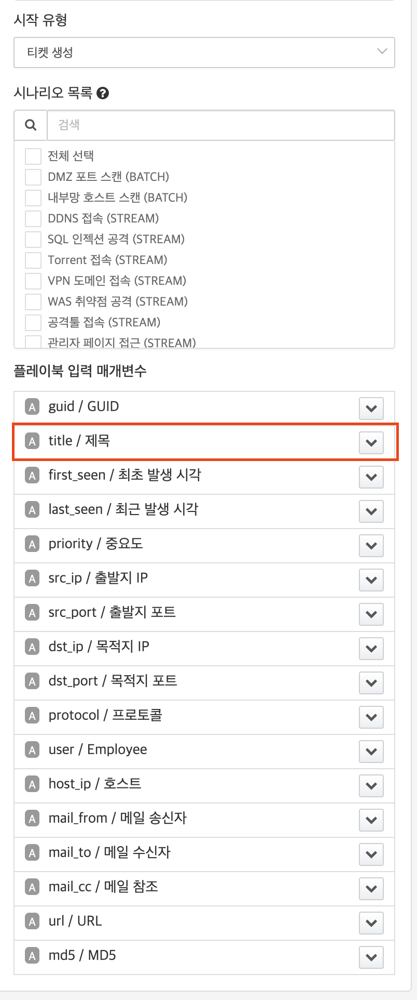 시작 유형
티켓 생성
시나리오 목록 ?
검색
전체 선택
DMZ 포트 스캔 (BATCH)
내부망 호스트 스캔 (BATCH)
DDNS 접속 (STREAM)
SQL 인젝션 공격 (STREAM)
Torrent 접속 (STREAM)
VPN 도메인 접속 (STREAM)
WAS 취약점 공격 (STREAM)
공격툴 접속 (STREAM)
관리자 페이지 접근 (STREAM)
플레이북 입력 매개변수
A guid / GUID
A title / 제목
A first_seen / 최초 발생 시각
A last_seen / 최근 발생 시각
A priority / 중요도
A src_ip / 출발지 IP
A src_port / 출발지 포트
A dst_ip / 목적지 IP
A dst_port / 목적지 포트
A protocol / 프로토콜
A user / Employee
A host_ip / 호스트
A mail_from / 메일 송신자
A mail_to / 메일 수신자
A mail_cc / 메일 참조
A url / URL
A md5 / MD5